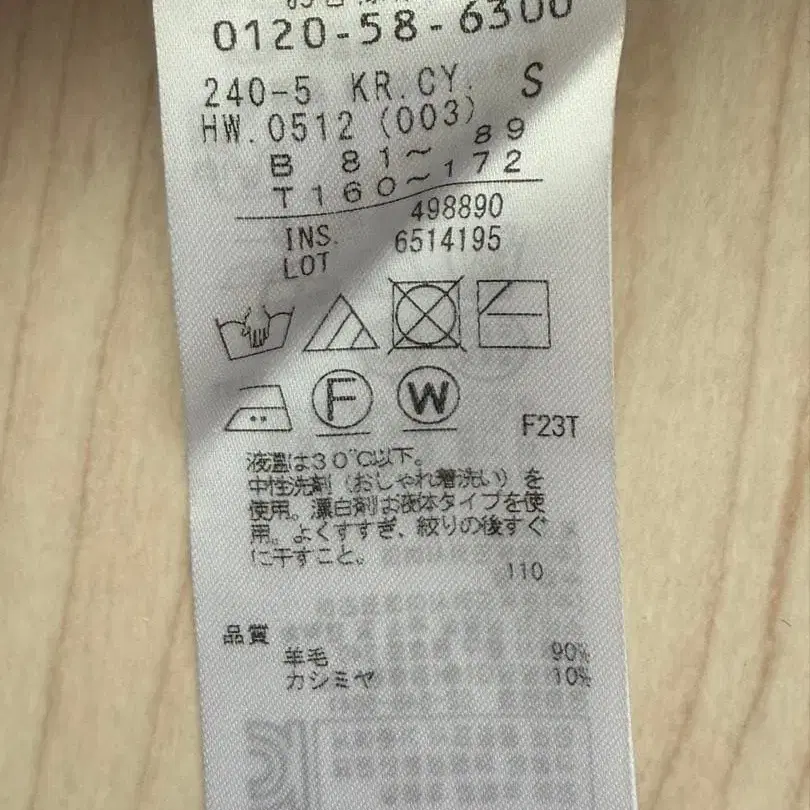 0120-58-6300
240-5 KR.CY. S
HW.0512 (003)
B 81～ 89
T160～172
498890
INS. 6514195
LOT
F
W
F23T
液温は30℃以下。
中性洗剤（おしゃれ着洗い）を
使用。漂白剤は液体タイプを使
用。よくすすぎ、絞りの後すぐ
に干すこと。
110
品質
羊毛 90%
カシミヤ 10%